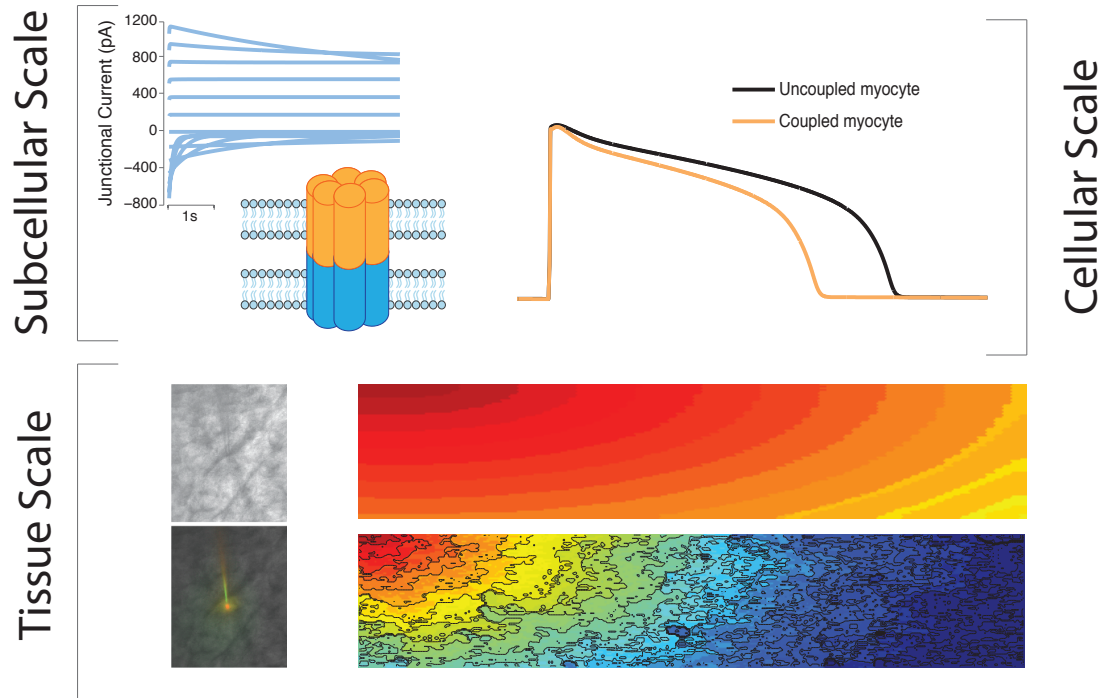 Subcellular Scale
Junctional Current (pA)
1200
800
400
0
−400
−800
1s
Uncoupled myocyte
Coupled myocyte
Cellular Scale
Tissue Scale